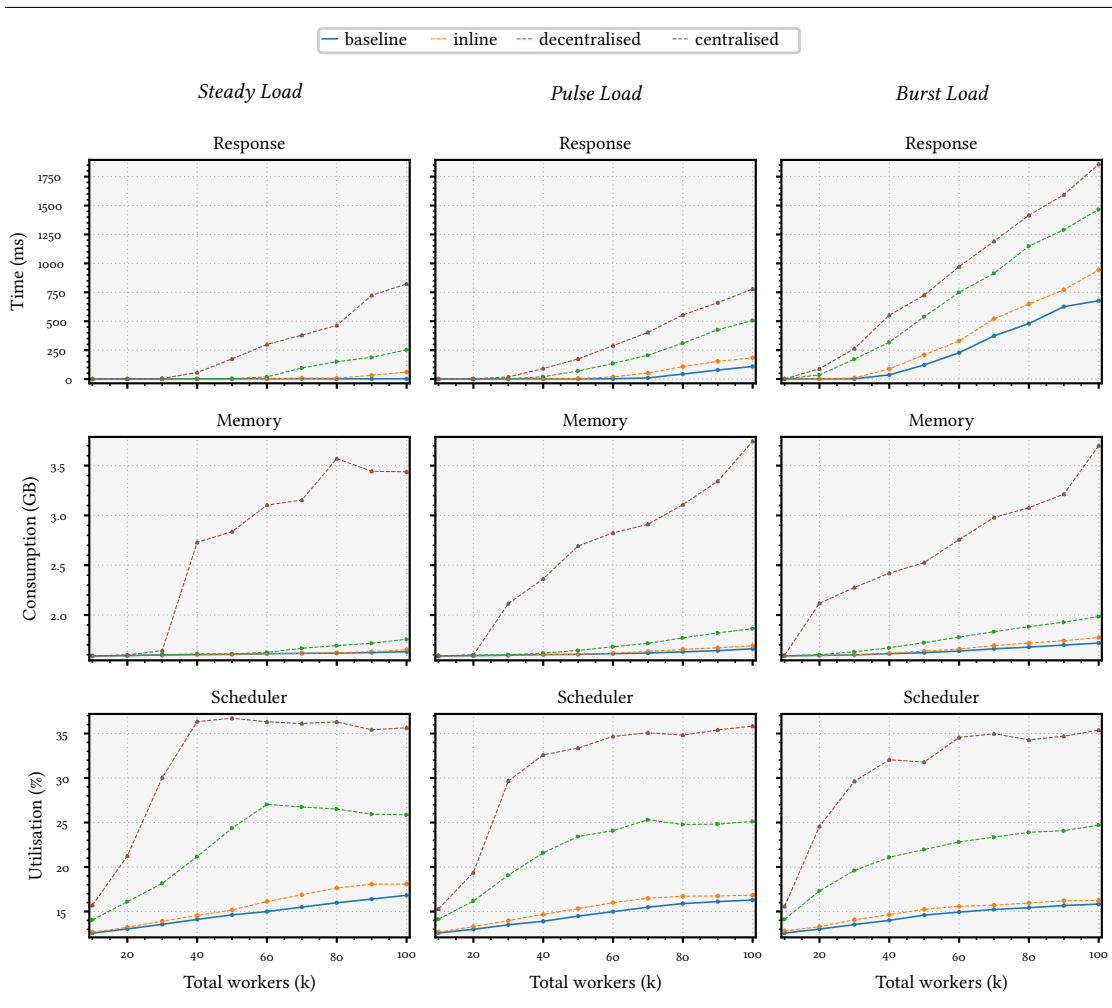 baseline inline decentralised centralised
Steady Load Pulse Load Burst Load
Response Response Response
Time (ms)
1750
1500
1250
1000
750
500
250
0
Memory Memory Memory
Consumption (GB)
3.5
3.0
2.5
2.0
Scheduler Scheduler Scheduler
Utilisation (%)
35
30
25
20
15
20 40 60 80 100 20 40 60 80 100 20 40 60 80 100
Total workers (k) Total workers (k) Total workers (k)